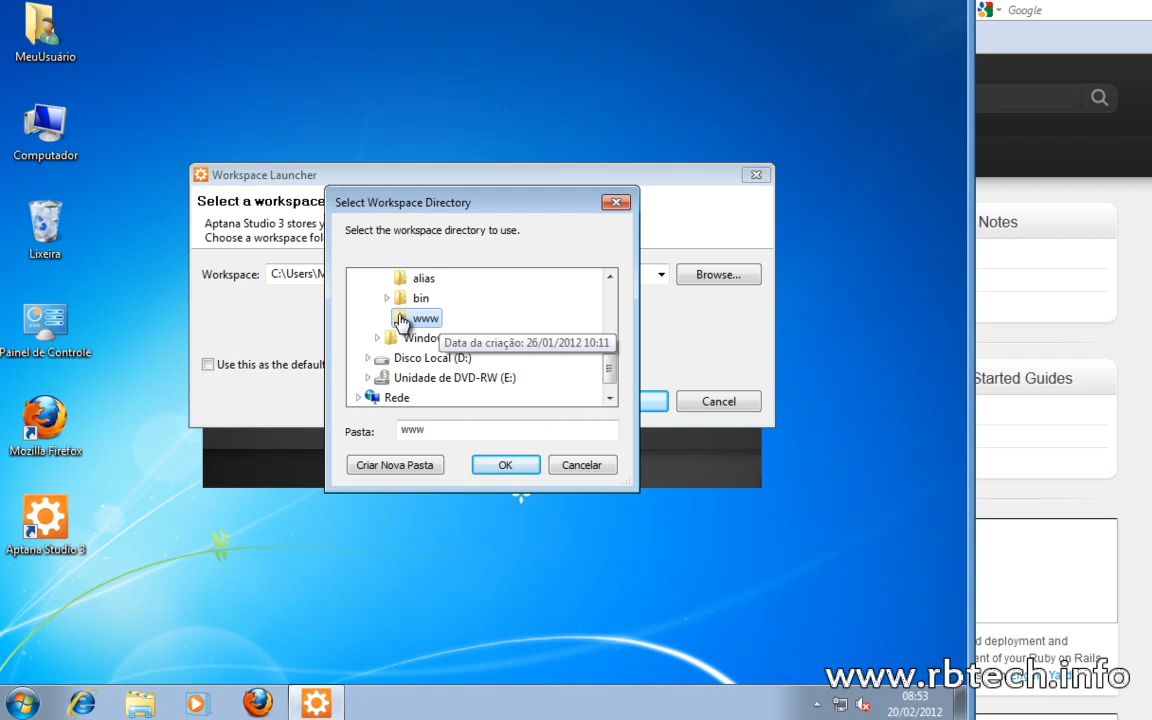 Google
MeuUsuário
Computador
Lixeira
Painel de Controle
Mozilla Firefox
Aptana Studio 3
Workspace Launcher
Select a workspace
Aptana Studio 3 stores
Choose a workspace
Workspace:
C:\Users\M
Browse...
Use this as the default
Cancel
Select Workspace Directory
Select the workspace directory to use.
alias
bin
www
Data da criação: 26/01/2012 10:11
Disco Local (D:)
Unidade de DVD-RW (E:)
Rede
Pasta:
www
Criar Nova Pasta
OK
Cancelar
Notes
Started Guides
deployment and
of your Ruby on Rails
www.rbtech.info
08:53
20/02/2012